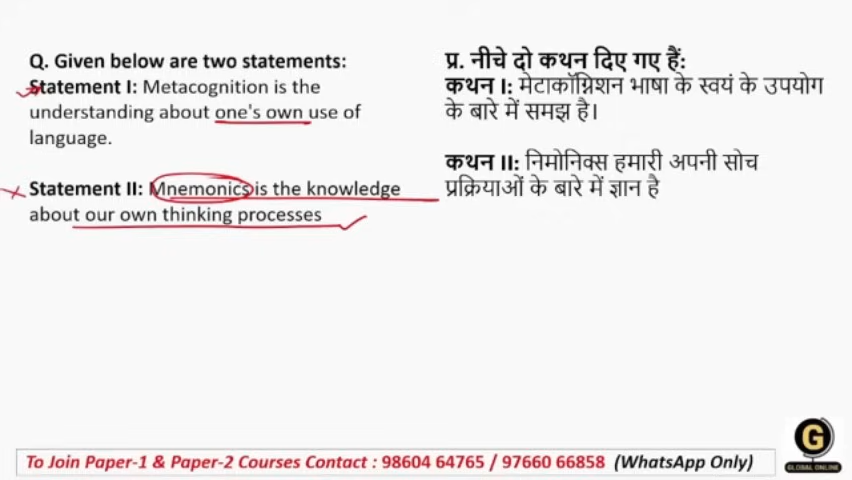 Q. Given below are two statements:
Statement I: Metacognition is the
understanding about one's own use of
language.
Statement II: Mnemonics is the knowledge
about our own thinking processes
प्र. नीचे दो कथन दिए गए हैं:
कथन I: मेटाकॉग्निशन भाषा के स्वयं के उपयोग
के बारे में समझ है।
कथन II: निमोनिक्स हमारी अपनी सोच
प्रक्रियाओं के बारे में ज्ञान है
G
GLOBAL ONLINE
To Join Paper-1 & Paper-2 Courses Contact : 98604 64765 / 97660 66858 (WhatsApp Only)